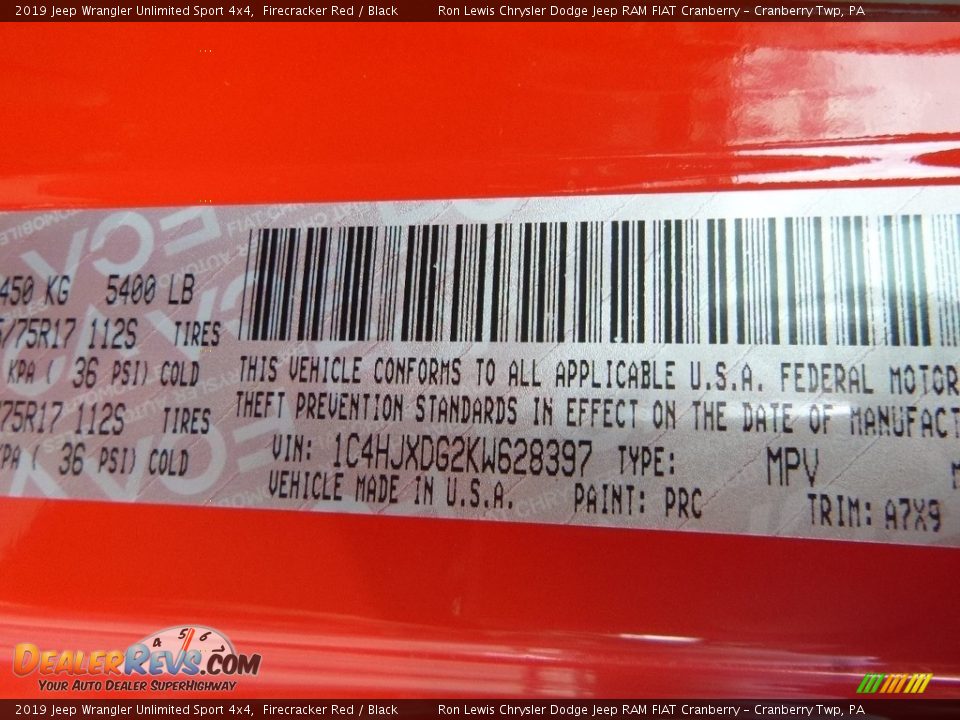 2019 Jeep Wrangler Unlimited Sport 4x4, Firecracker Red / Black Ron Lewis Chrysler Dodge Jeep RAM FIAT Cranberry - Cranberry Twp, PA
450 KG 5400 LB
/75R17 112S TIRES
KPA ( 36 PSI) COLD
/75R17 112S TIRES
KPA ( 36 PSI) COLD
THIS VEHICLE CONFORMS TO ALL APPLICABLE U.S.A. FEDERAL MOTOR
THEFT PREVENTION STANDARDS IN EFFECT ON THE DATE OF MANUFACT
VIN: 1C4HJXDG2KW628397 TYPE: MPV
VEHICLE MADE IN U.S.A. PAINT: PRC TRIM: A7X9
4 5 6
DEALERREVS.COM
YOUR AUTO DEALER SUPERHIGHWAY
2019 Jeep Wrangler Unlimited Sport 4x4, Firecracker Red / Black Ron Lewis Chrysler Dodge Jeep RAM FIAT Cranberry - Cranberry Twp, PA